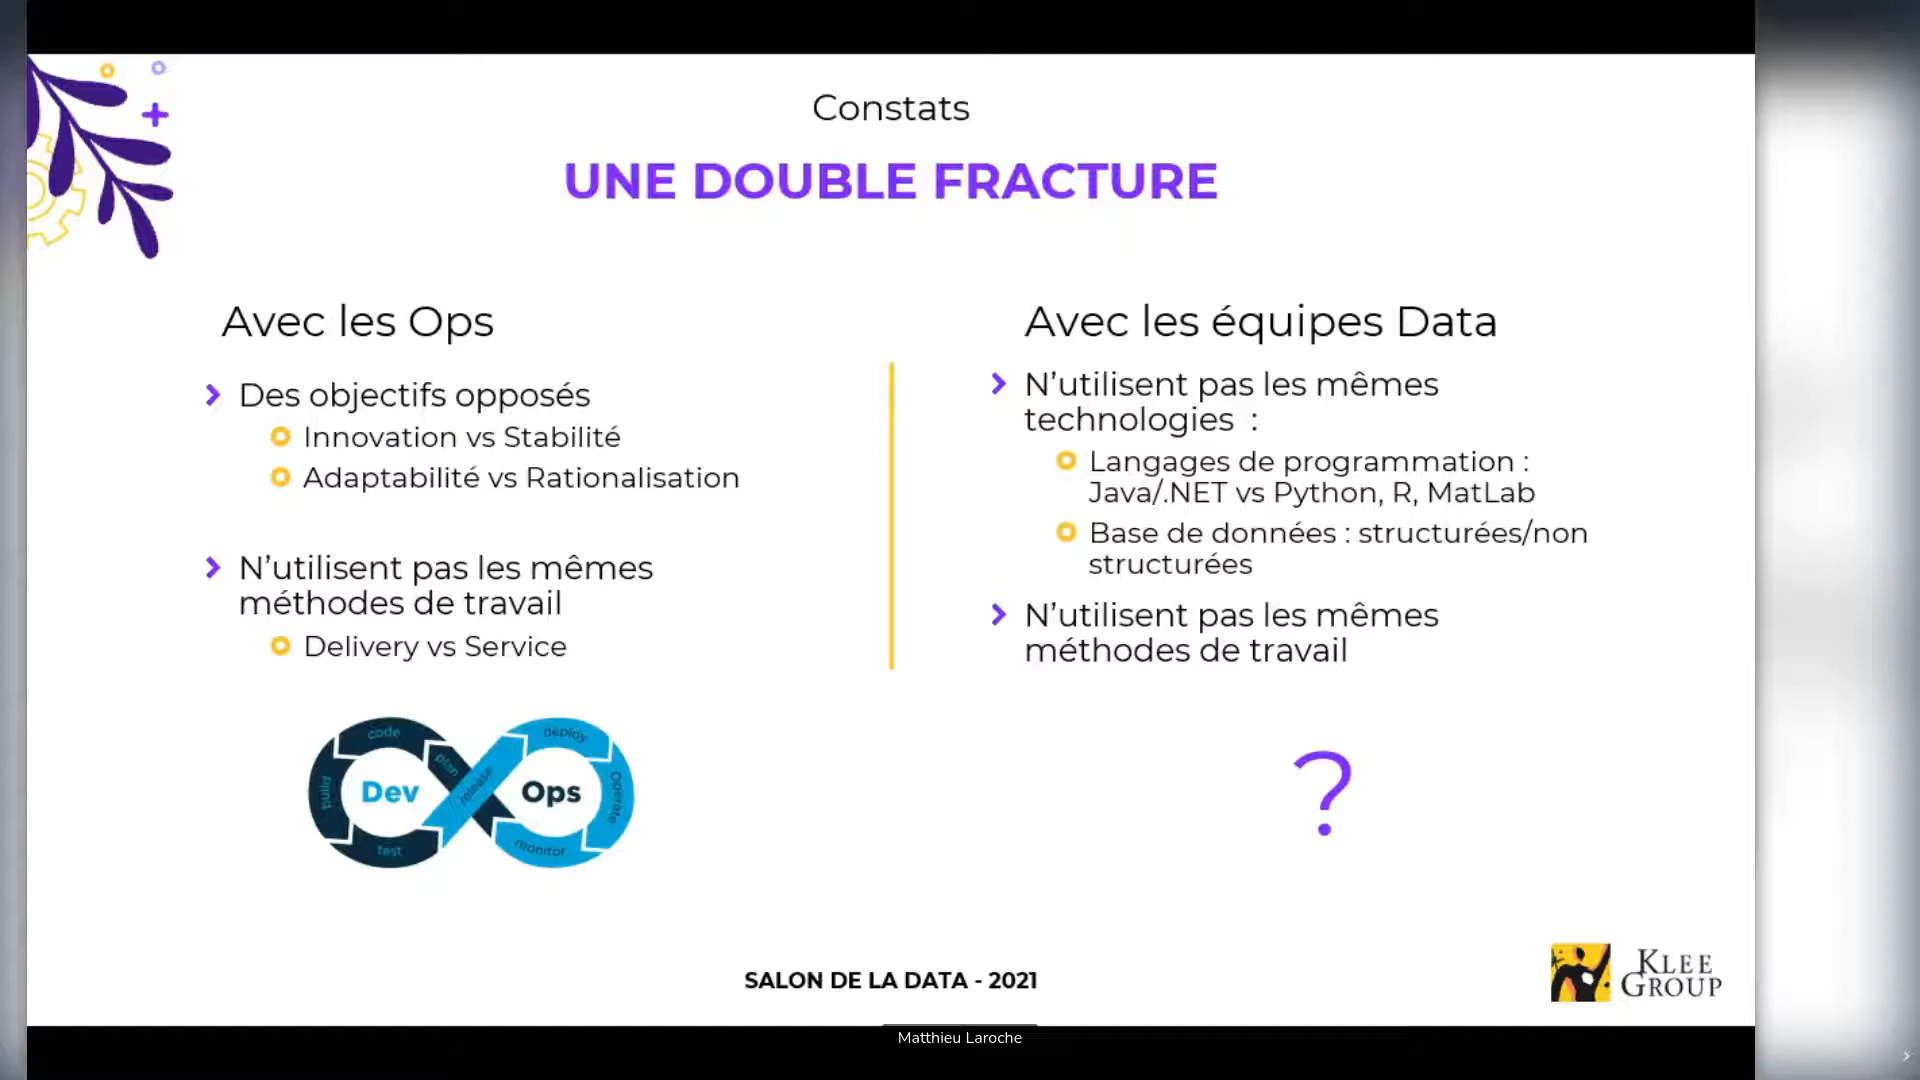 Constats
UNE DOUBLE FRACTURE
Avec les Ops
Des objectifs opposés
Innovation vs Stabilité
Adaptabilité vs Rationalisation
N’utilisent pas les mêmes
méthodes de travail
Delivery vs Service
code
plan
build
Dev
test
release
deploy
Ops
Operate
monitor
Avec les équipes Data
N’utilisent pas les mêmes
technologies :
Langages de programmation :
Java/.NET vs Python, R, MatLab
Base de données : structurées/non
structurées
N’utilisent pas les mêmes
méthodes de travail
?
SALON DE LA DATA - 2021
KLEE
GROUP
Matthieu Laroche